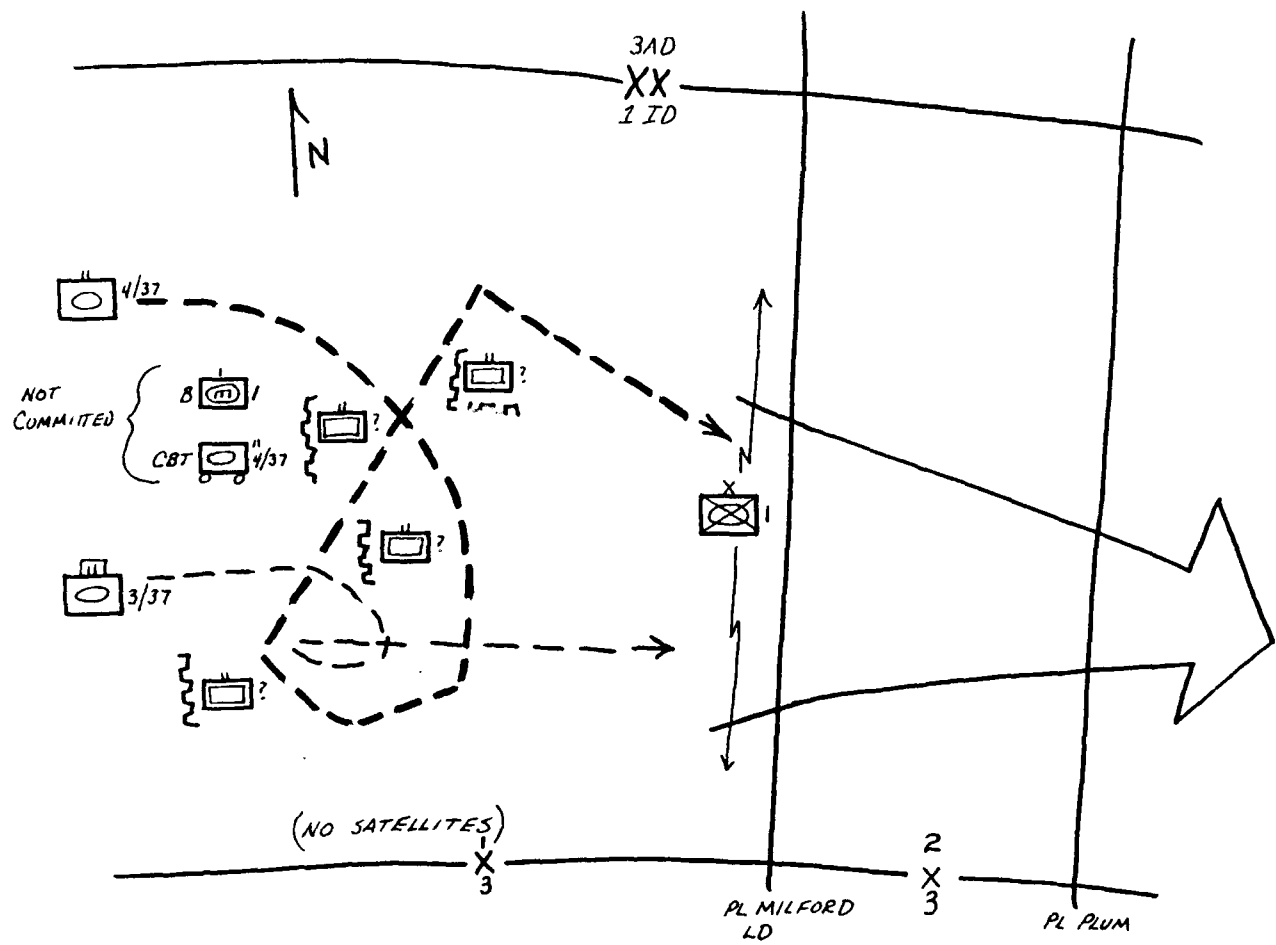 3AD
XX
1 ID
N
4/37
NOT
COMMITTED
B
1
CBT
4/37
?
?
?
3/37
?
X
1
(NO SATELLITES)
1
X
3
2
X
3
PL MILFORD
LD
PL PLUM